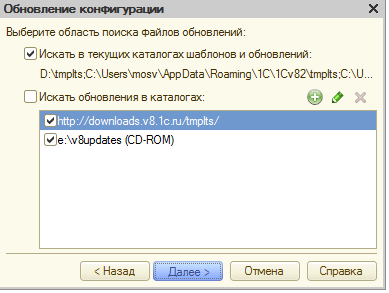 Обновление конфигурации
Выберите область поиска файлов обновлений:
Искать в текущих каталогах шаблонов и обновлений:
D:\tmplts;C:\Users\mosv\AppData\Roaming\1C\1Cv82\tmplts;C:\U...
Искать обновления в каталогах:
http://downloads.v8.1c.ru/tmplts/
e:\v8updates (CD-ROM)
< Назад Далее > Отмена Справка